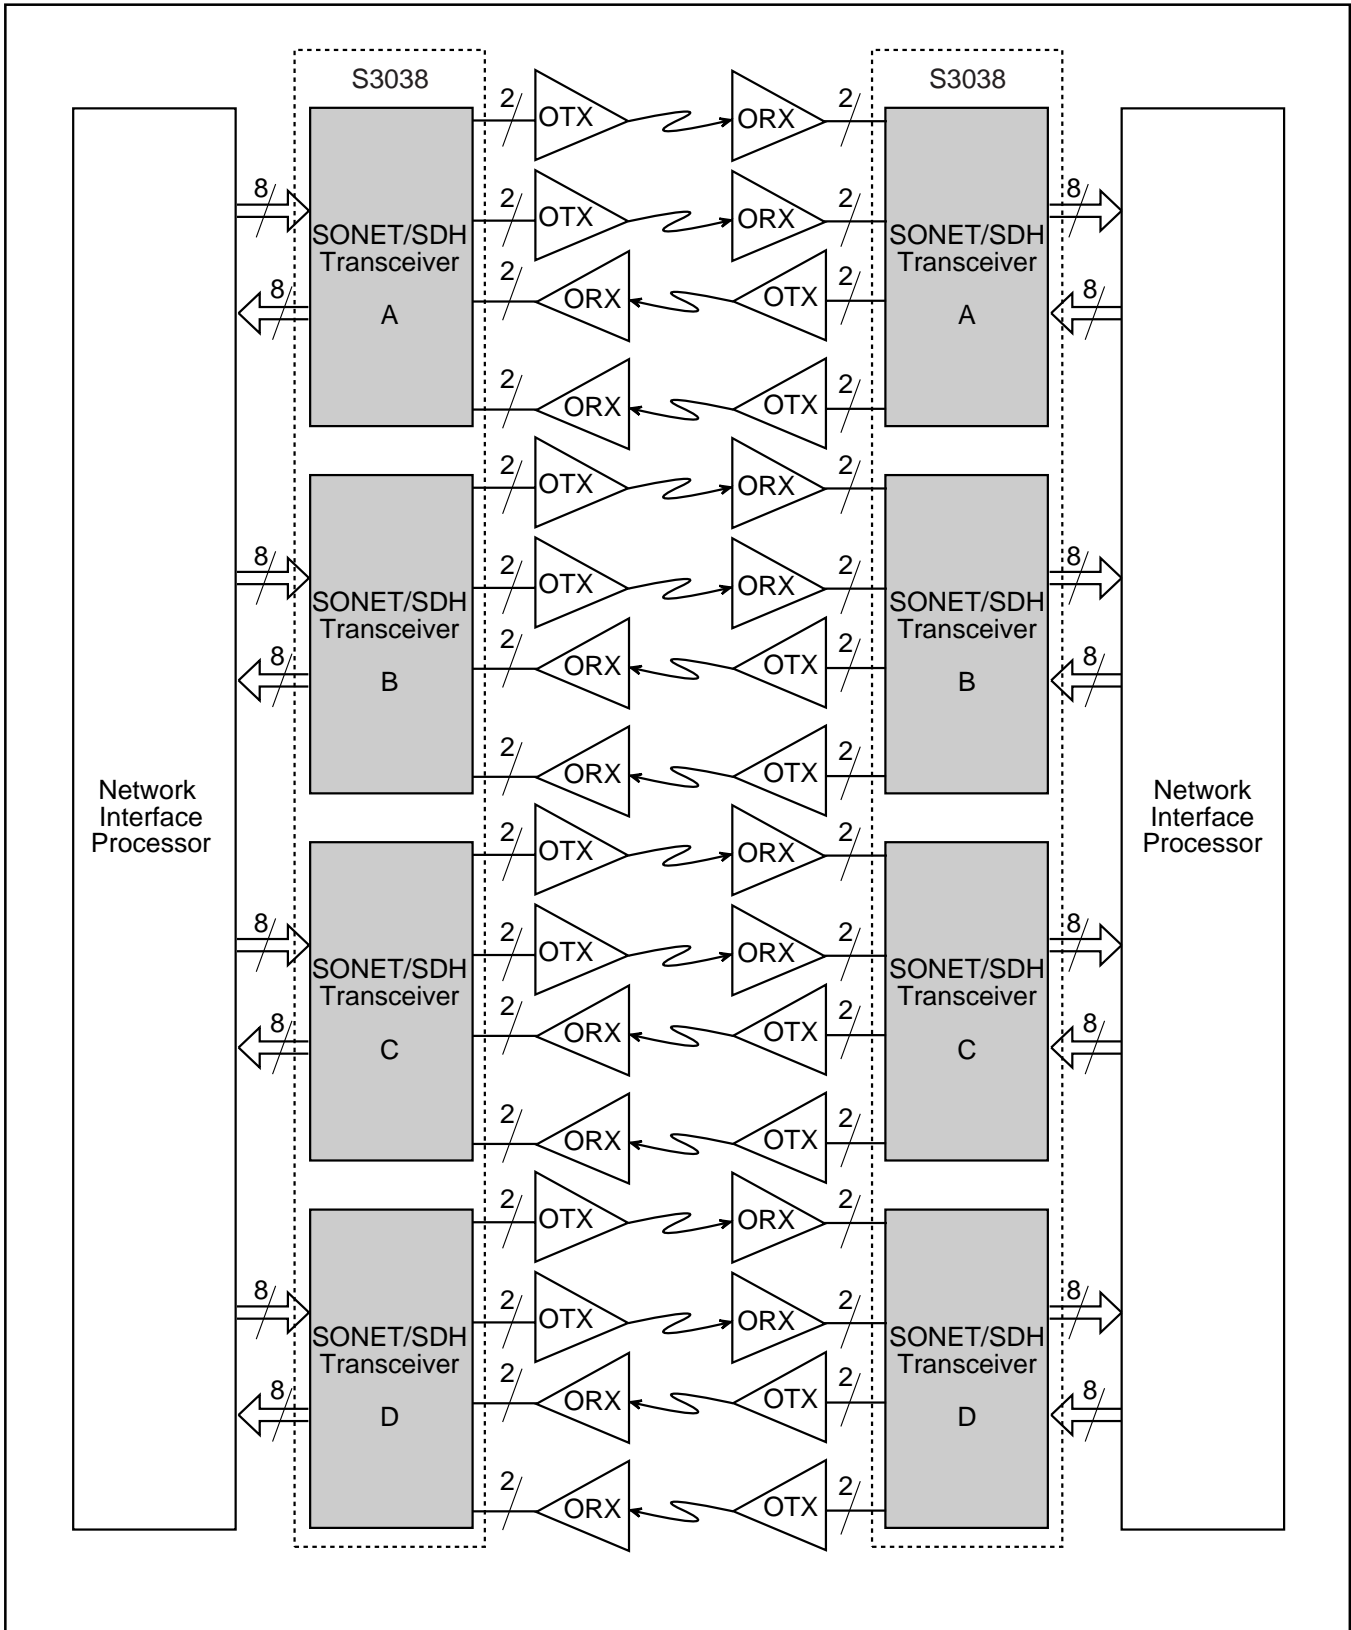 S3038
S3038
2/ OTX ORX 2/
8/ 2/ OTX ORX 2/ 8/
SONET/SDH
Transceiver
A
SONET/SDH
Transceiver
A
8/ 2/ ORX OTX 2/ 8/
2/ ORX OTX 2/
2/ OTX ORX 2/
8/ 2/ OTX ORX 2/ 8/
SONET/SDH
Transceiver
B
SONET/SDH
Transceiver
B
8/ 2/ ORX OTX 2/ 8/
2/ ORX OTX 2/
Network
Interface
Processor
Network
Interface
Processor
2/ OTX ORX 2/
8/ 2/ OTX ORX 2/ 8/
SONET/SDH
Transceiver
C
SONET/SDH
Transceiver
C
8/ 2/ ORX OTX 2/ 8/
2/ ORX OTX 2/
2/ OTX ORX 2/
8/ 2/ OTX ORX 2/ 8/
SONET/SDH
Transceiver
D
SONET/SDH
Transceiver
D
8/ 2/ ORX OTX 2/ 8/
2/ ORX OTX 2/